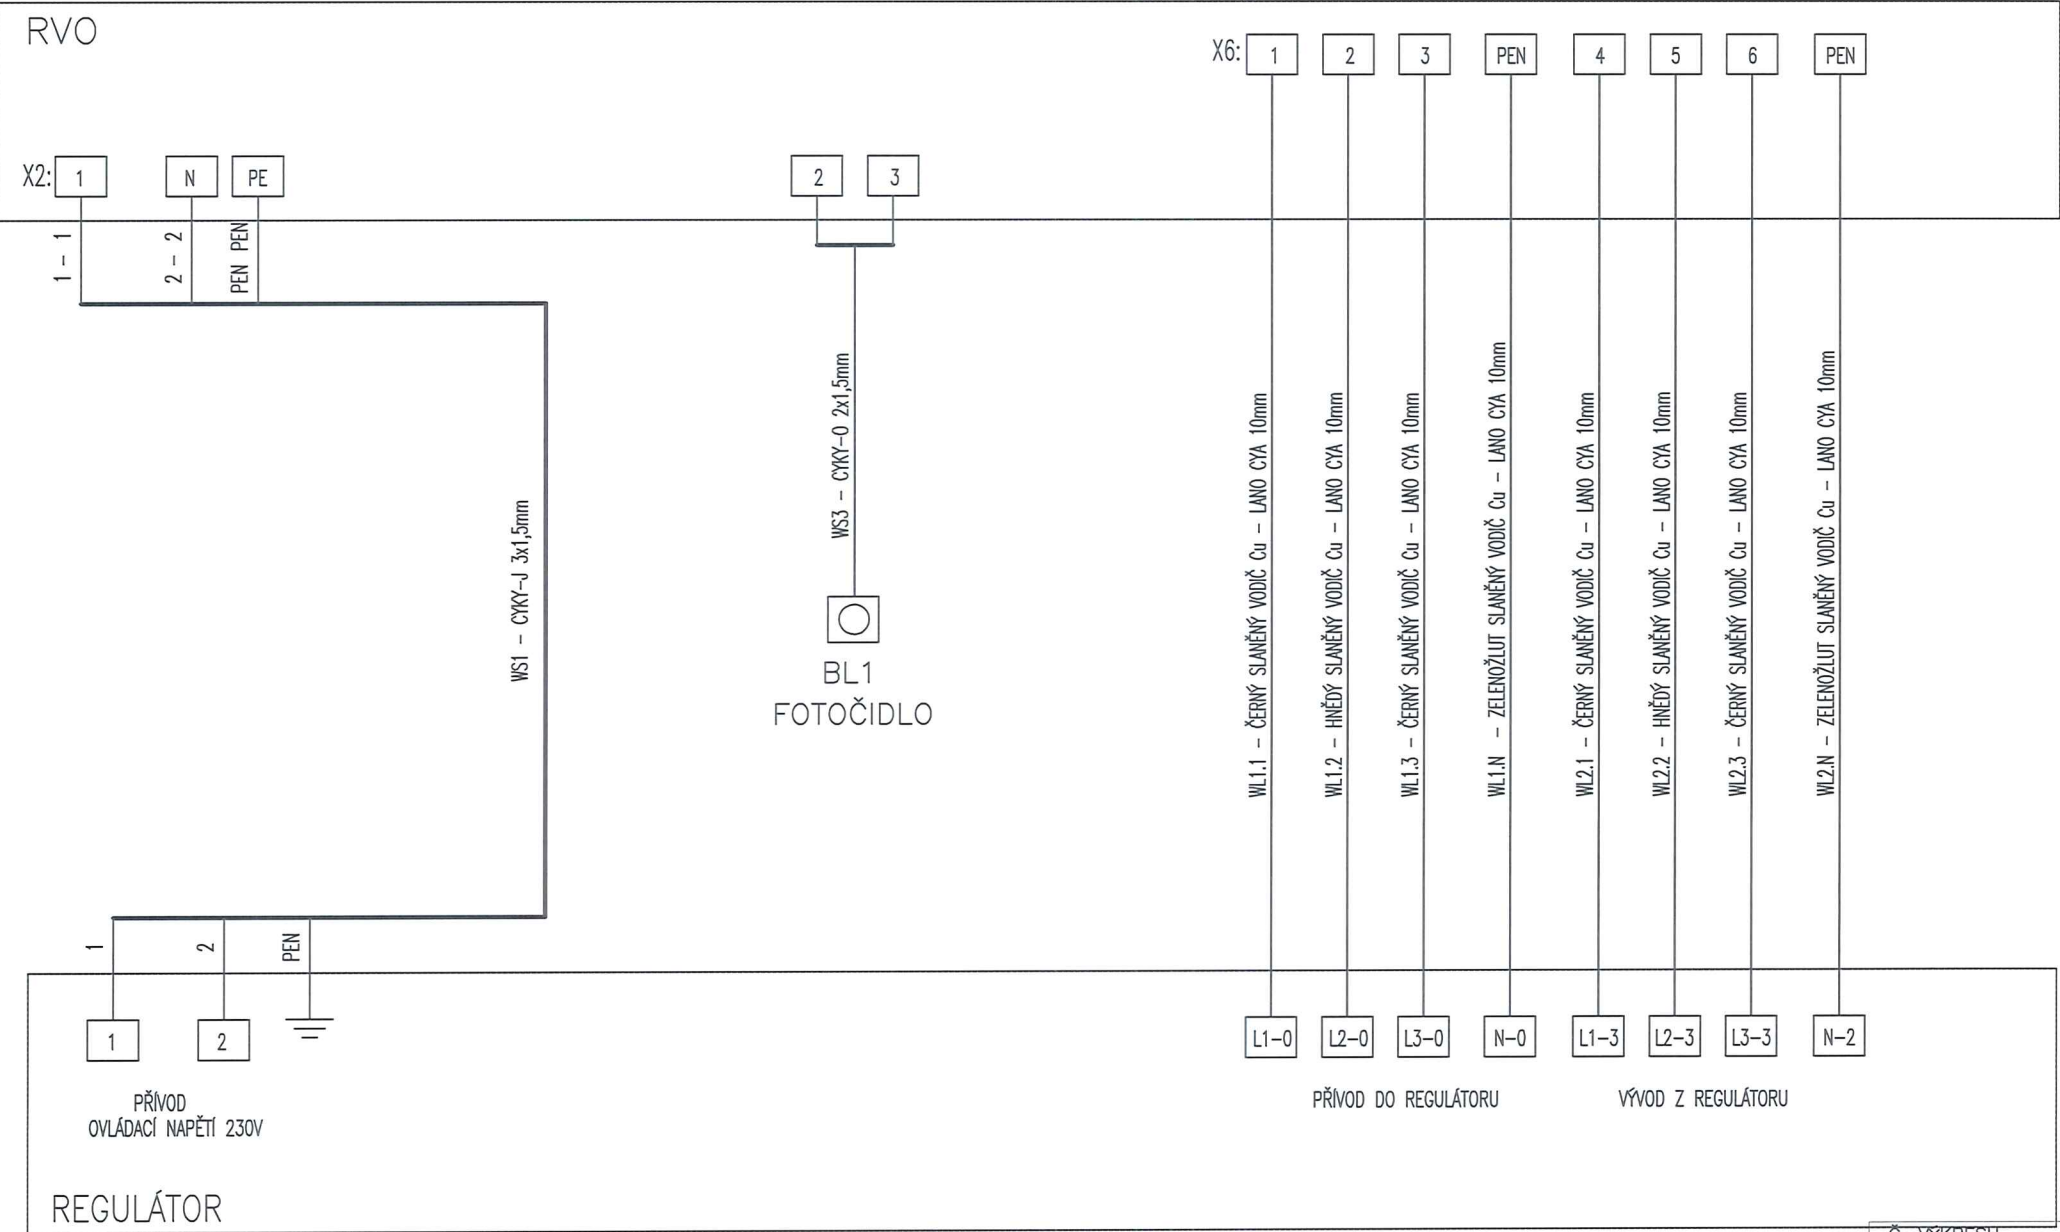 RVO
X6: 1 2 3 PEN 4 5 6 PEN
X2: 1 N PE 2 3
1 - 1
2 - 2
PEN PEN
WS1 - CYKY-J 3x1,5mm
WS3 - CYKY-O 2x1,5mm
BL1
FOTOČIDLO
WL1.1 - ČERNÝ SLANĚNÝ VODIČ Cu - LANO CYA 10mm
WL1.2 - HNĚDÝ SLANĚNÝ VODIČ Cu - LANO CYA 10mm
WL1.3 - ČERNÝ SLANĚNÝ VODIČ Cu - LANO CYA 10mm
WL1.N - ZELENOŽLUT SLANĚNÝ VODIČ Cu - LANO CYA 10mm
WL2.1 - ČERNÝ SLANĚNÝ VODIČ Cu - LANO CYA 10mm
WL2.2 - HNĚDÝ SLANĚNÝ VODIČ Cu - LANO CYA 10mm
WL2.3 - ČERNÝ SLANĚNÝ VODIČ Cu - LANO CYA 10mm
WL2.N - ZELENOŽLUT SLANĚNÝ VODIČ Cu - LANO CYA 10mm
1
2
PEN
1 2
L1-0 L2-0 L3-0 N-0 L1-3 L2-3 L3-3 N-2
PŘÍVOD
OVLÁDACÍ NAPĚTÍ 230V
PŘÍVOD DO REGULÁTORU
VÝVOD Z REGULÁTORU
REGULÁTOR